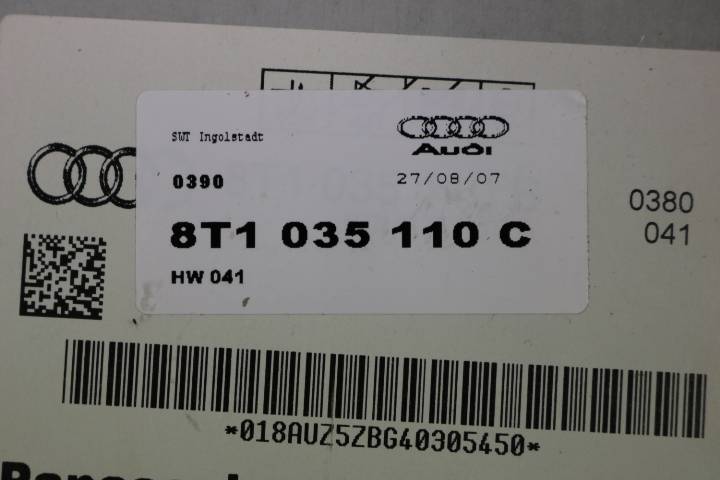 SWT Ingolstadt
Audi
0390
27/08/07
8T1 035 110 C
HW 041
0380
041
*018AUZ5ZBG40305450*